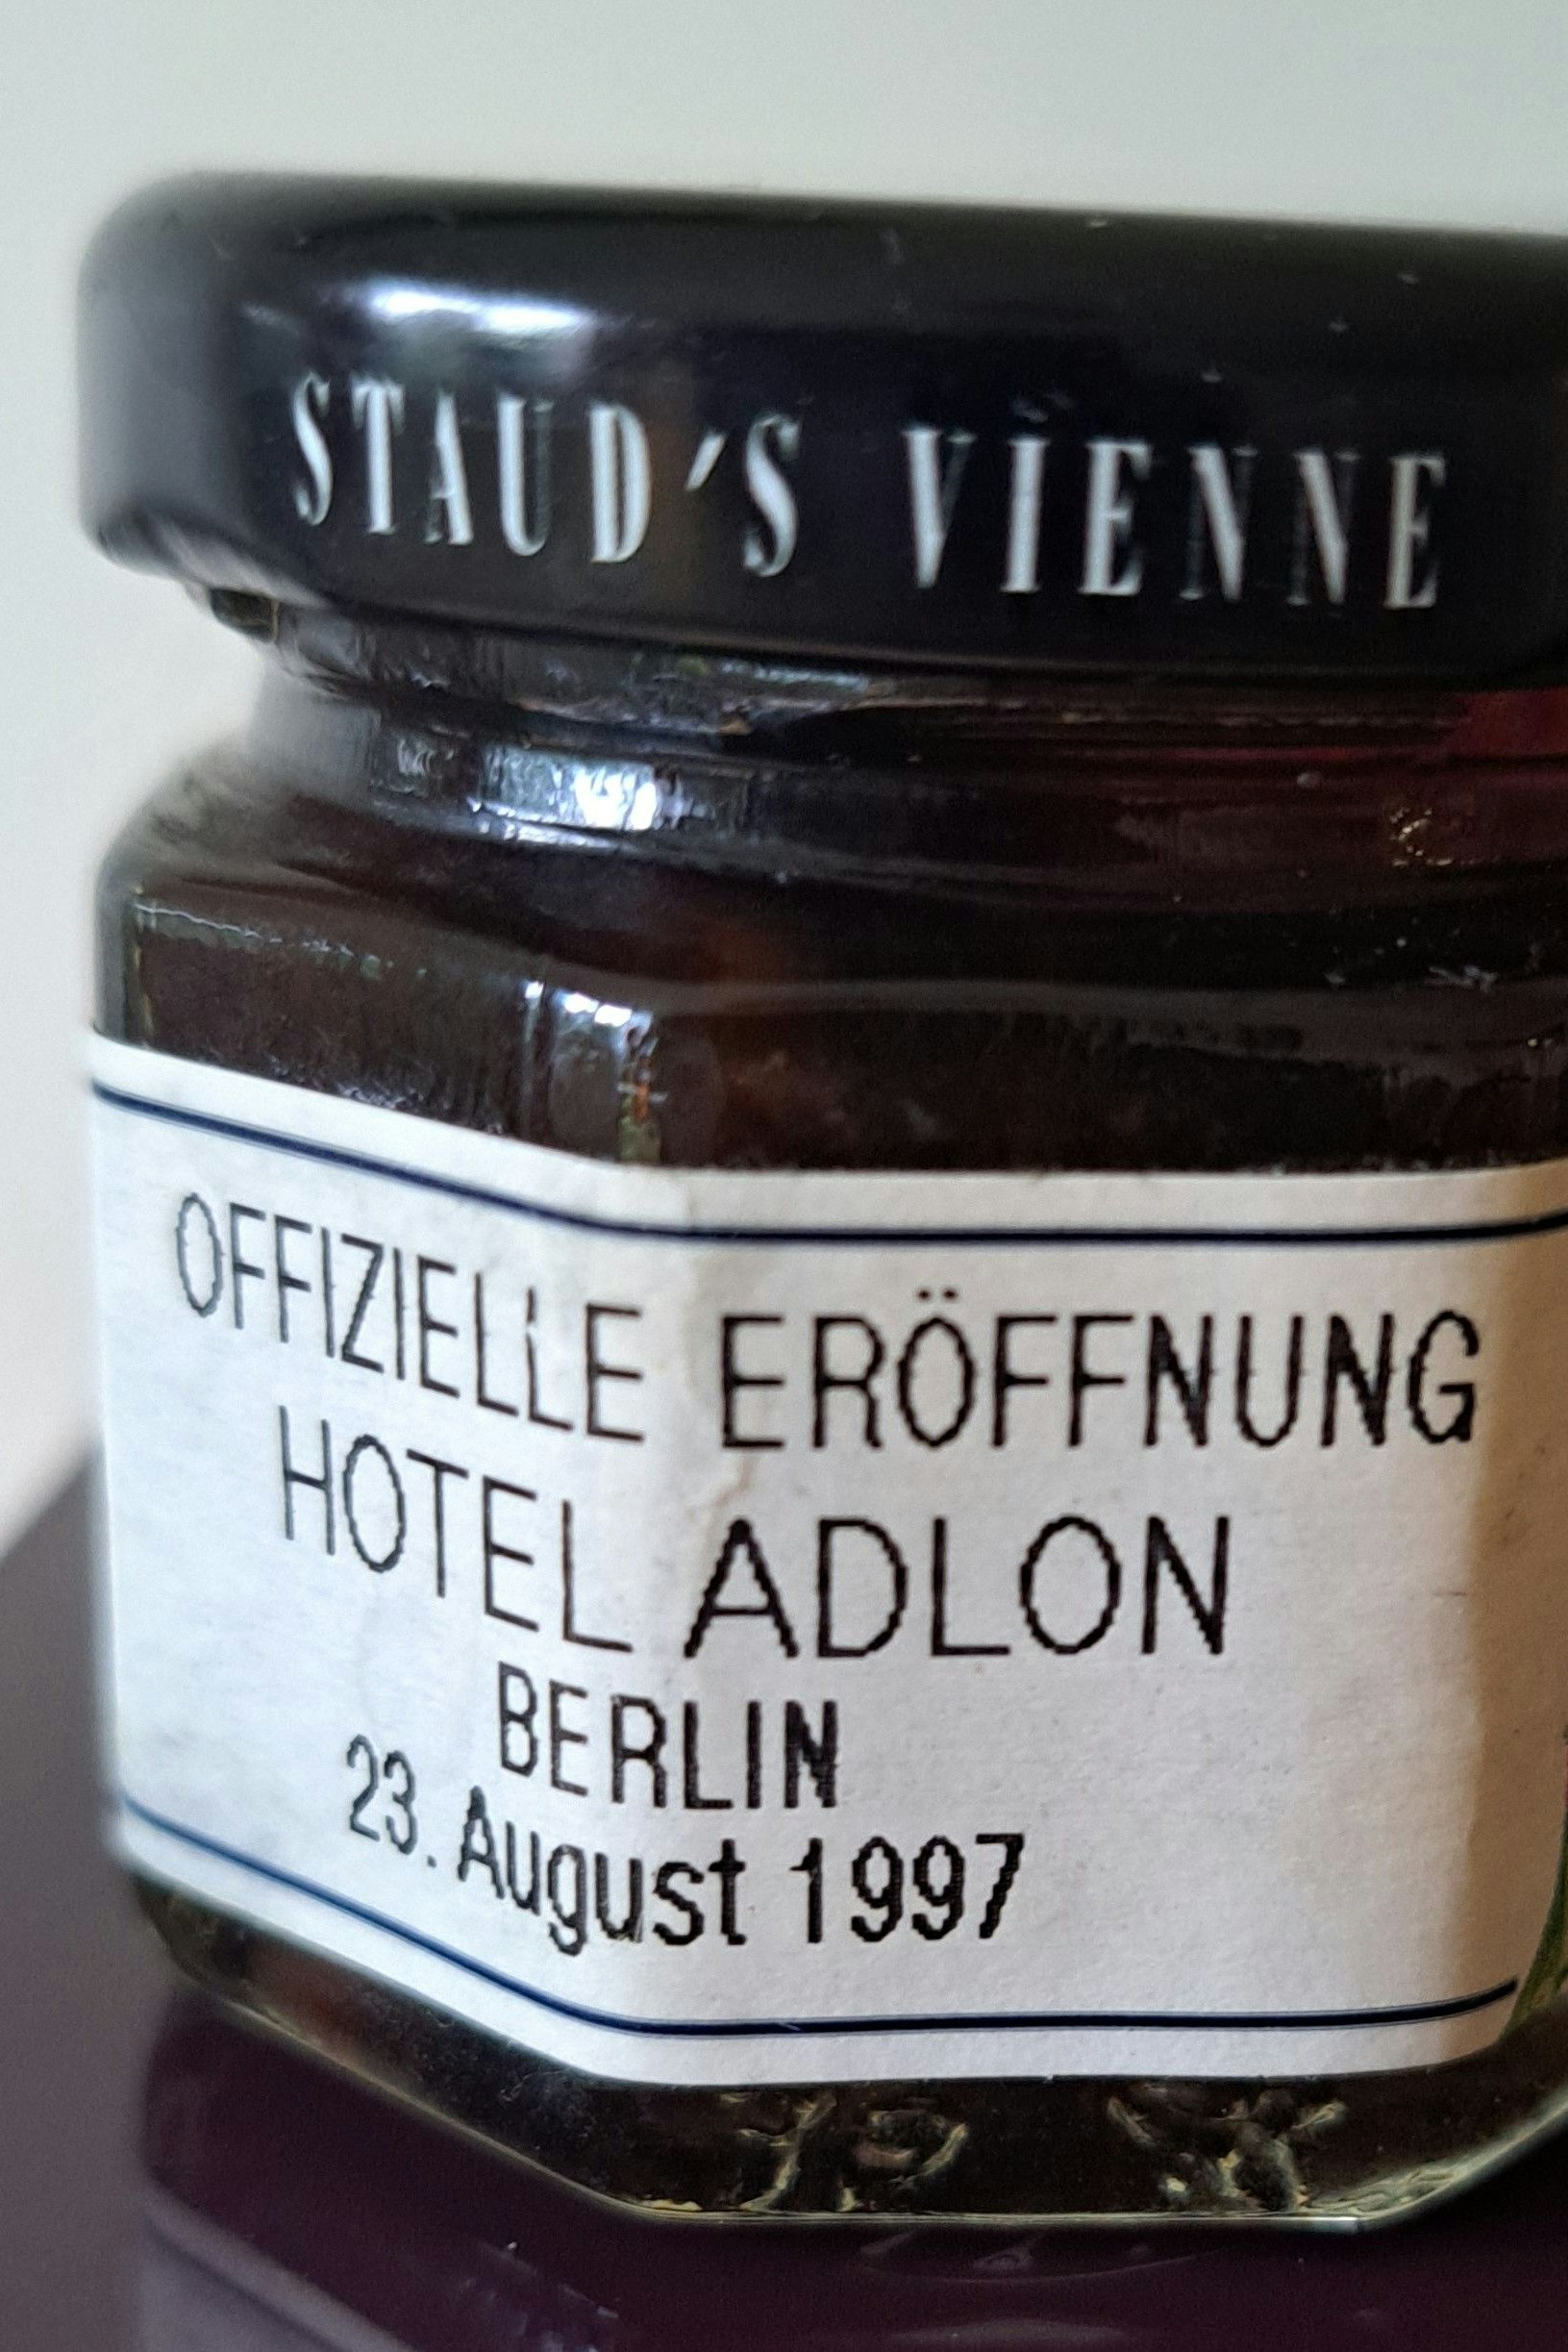 STAUD'S VIENNE
OFFIZIELLE ERÖFFNUNG
HOTEL ADLON
BERLIN
23. August 1997